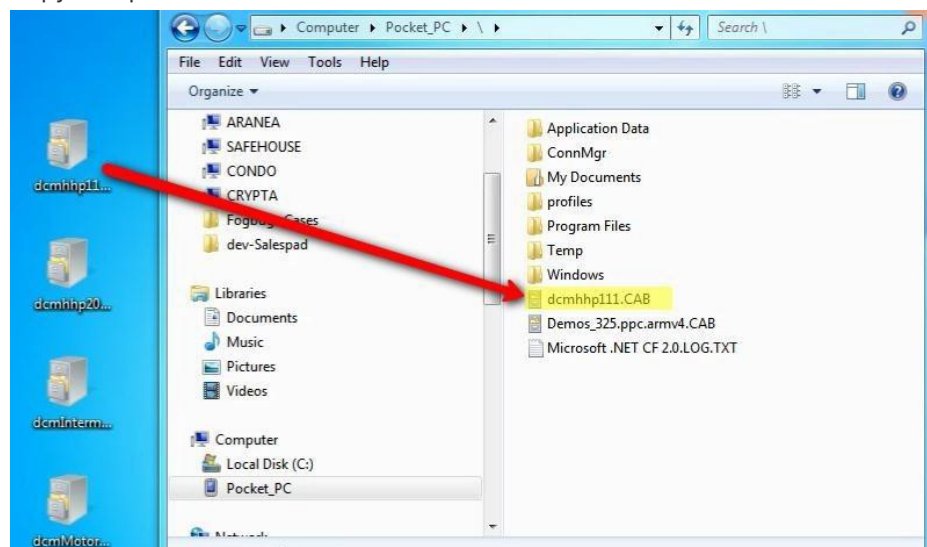 Computer ▸ Pocket_PC ▸ \ ▸
Search \
File Edit View Tools Help
Organize
ARANEA
SAFEHOUSE
CONDO
CRYPTA
Cases
dev-Salespad
Libraries
Documents
Music
Pictures
Videos
Computer
Local Disk (C:)
Pocket_PC
Application Data
ConnMgr
My Documents
profiles
Program Files
Temp
Windows
dcmhhp111.CAB
Demos_325.ppc.armv4.CAB
Microsoft .NET CF 2.0.LOG.TXT
dcmhhp11...
dcmhhp20...
dcmInterm...
dcmMotor...